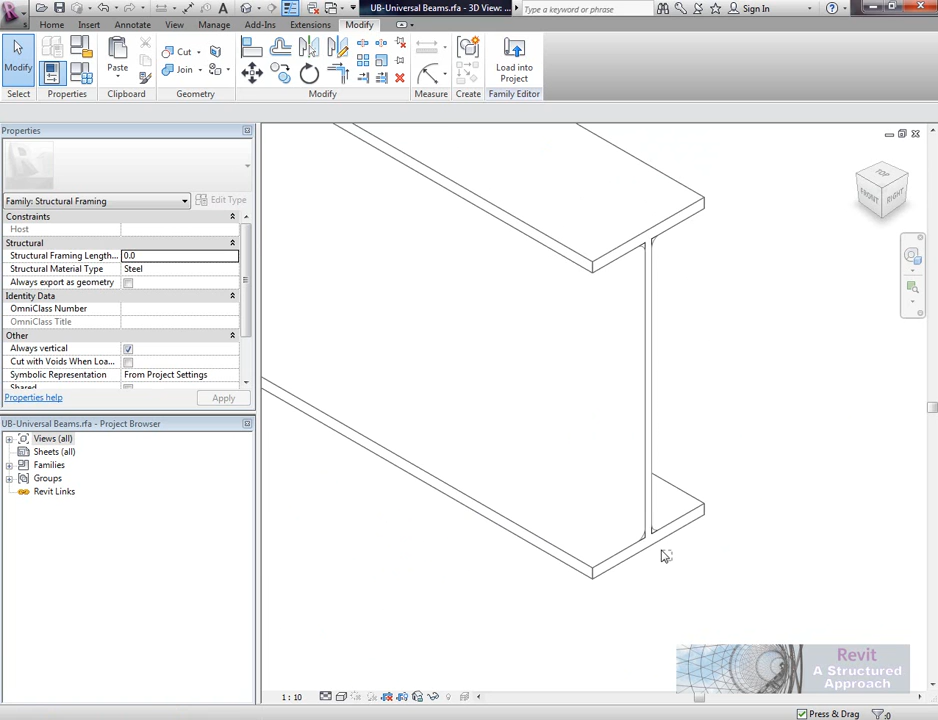 UB-Universal Beams.rfa - 3D View: ...
Type a keyword or phrase
Sign In
Home Insert Annotate View Manage Add-Ins Extensions Modify
Modify
Paste
Cut
Join
Load into
Project
Select Properties Clipboard Geometry Modify Measure Create Family Editor
Properties
Family: Structural Framing
Edit Type
Constraints
Host
Structural
Structural Framing Length... 0.0
Structural Material Type Steel
Always export as geometry
Identity Data
OmniClass Number
OmniClass Title
Other
Always vertical
Cut with Voids When Loa...
Symbolic Representation From Project Settings
Shared
Properties help
Apply
UB-Universal Beams.rfa - Project Browser
Views (all)
Sheets (all)
Families
Groups
Revit Links
TOP
FRONT
RIGHT
Revit
A Structured
Approach
1 : 10
Press & Drag
:0